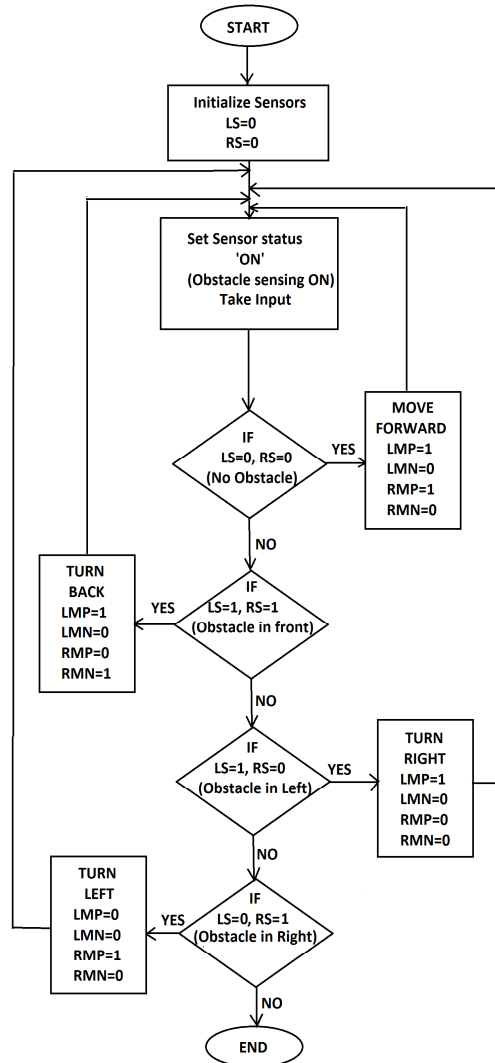 START
Initialize Sensors
LS=0
RS=0
Set Sensor status
'ON'
(Obstacle sensing ON)
Take Input
IF
LS=0, RS=0
(No Obstacle)
YES
MOVE
FORWARD
LMP=1
LMN=0
RMP=1
RMN=0
NO
IF
LS=1, RS=1
(Obstacle in front)
YES
TURN
BACK
LMP=1
LMN=0
RMP=0
RMN=1
NO
IF
LS=1, RS=0
(Obstacle in Left)
YES
TURN
RIGHT
LMP=1
LMN=0
RMP=0
RMN=0
NO
IF
LS=0, RS=1
(Obstacle in Right)
YES
TURN
LEFT
LMP=0
LMN=0
RMP=1
RMN=0
NO
END